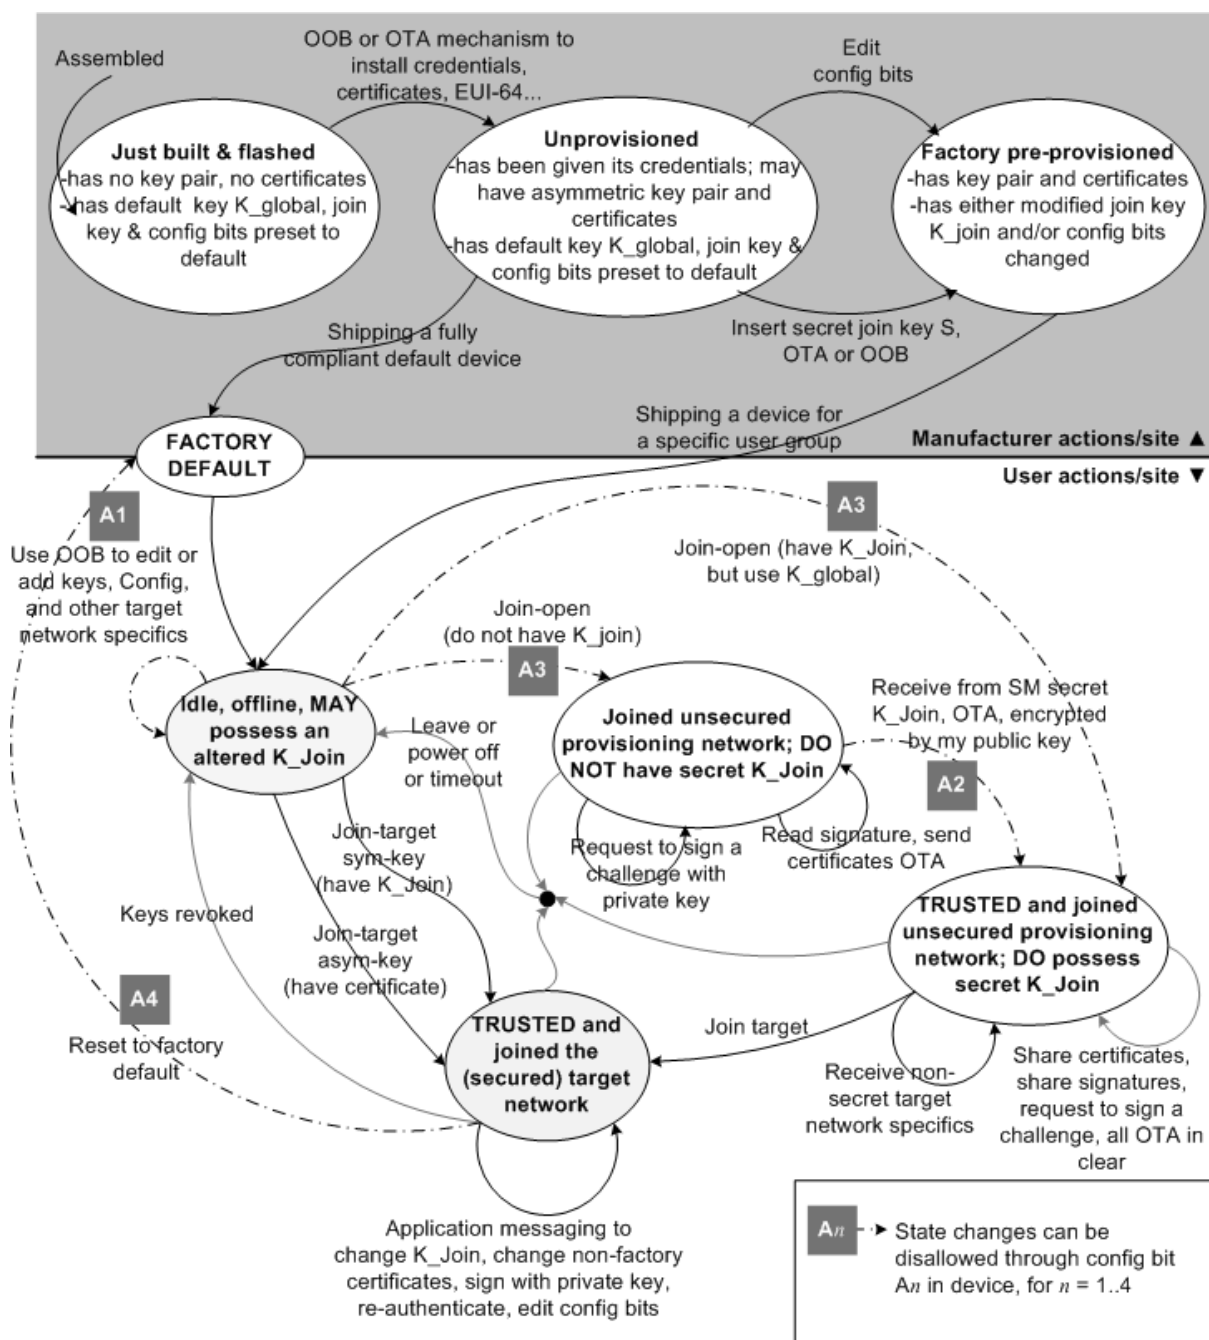 Assembled
OOB or OTA mechanism to
install credentials,
certificates, EUI-64...
Edit
config bits
Just built & flashed
-has no key pair, no certificates
-has default key K_global, join
key & config bits preset to
default
Unprovisioned
-has been given its credentials; may
have asymmetric key pair and
certificates
-has default key K_global, join key &
config bits preset to default
Factory pre-provisioned
-has key pair and certificates
-has either modified join key
K_join and/or config bits
changed
Shipping a fully
compliant default device
Insert secret join key S,
OTA or OOB
Shipping a device for
a specific user group
Manufacturer actions/site ▲
User actions/site ▼
FACTORY
DEFAULT
A1
Use OOB to edit or
add keys, Config,
and other target
network specifics
A3
Join-open (have K_Join,
but use K_global)
Join-open
(do not have K_join)
A3
Idle, offline, MAY
possess an
altered K_Join
Leave or
power off
or timeout
Joined unsecured
provisioning network; DO
NOT have secret K_Join
Receive from SM secret
K_Join, OTA, encrypted
by my public key
A2
Request to sign a
challenge with
private key
Read signature, send
certificates OTA
Join-target
sym-key
(have K_Join)
Keys revoked
Join-target
asym-key
(have certificate)
TRUSTED and joined
unsecured provisioning
network; DO possess
secret K_Join
A4
Reset to factory
default
TRUSTED and
joined the
(secured) target
network
Join target
Receive non-
secret target
network specifics
Share certificates,
share signatures,
request to sign a
challenge, all OTA in
clear
Application messaging to
change K_Join, change non-factory
certificates, sign with private key,
re-authenticate, edit config bits
An
State changes can be
disallowed through config bit
An in device, for n = 1..4